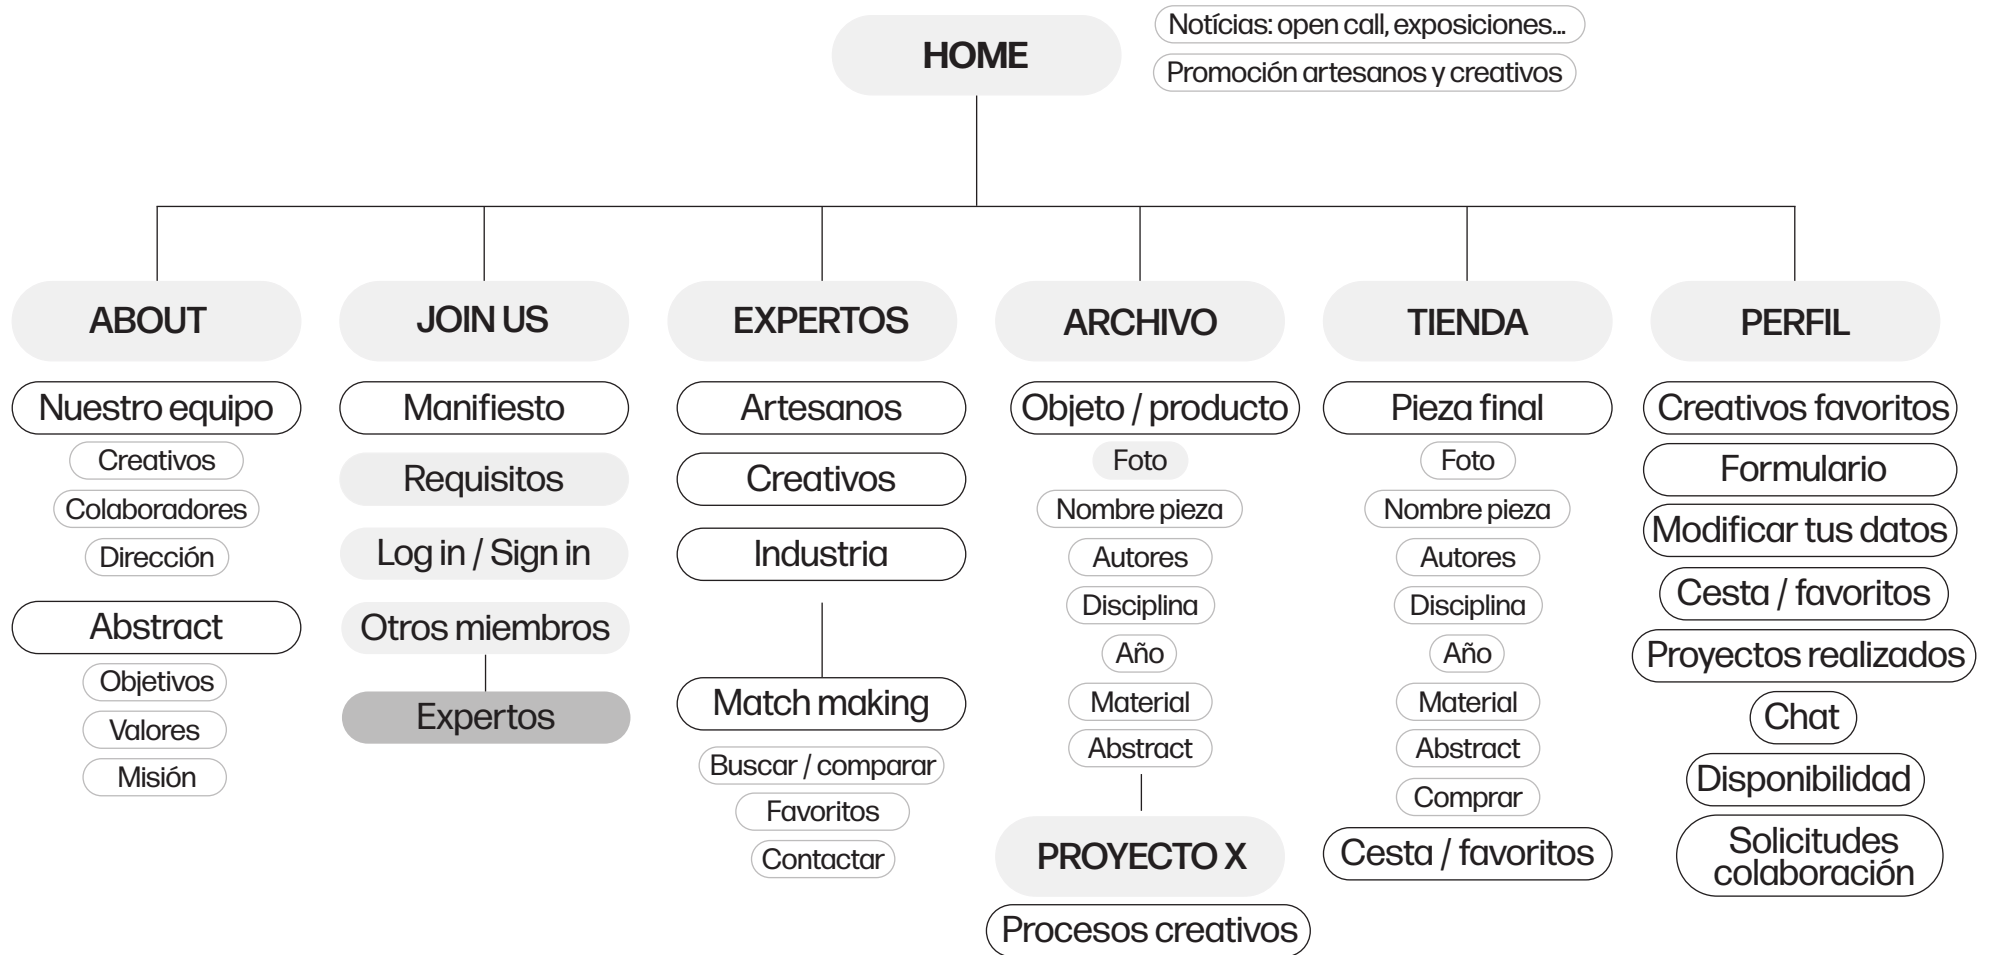 HOME
Notícias: open call, exposiciones...
Promoción artesanos y creativos
ABOUT
Nuestro equipo
Creativos
Colaboradores
Dirección
Abstract
Objetivos
Valores
Misión
JOIN US
Manifiesto
Requisitos
Log in / Sign in
Otros miembros
Expertos
EXPERTOS
Artesanos
Creativos
Industria
Match making
Buscar / comparar
Favoritos
Contactar
ARCHIVO
Objeto / producto
Foto
Nombre pieza
Autores
Disciplina
Año
Material
Abstract
PROYECTO X
Procesos creativos
TIENDA
Pieza final
Foto
Nombre pieza
Autores
Disciplina
Año
Material
Abstract
Comprar
Cesta / favoritos
PERFIL
Creativos favoritos
Formulario
Modificar tus datos
Cesta / favoritos
Proyectos realizados
Chat
Disponibilidad
Solicitudes
colaboración